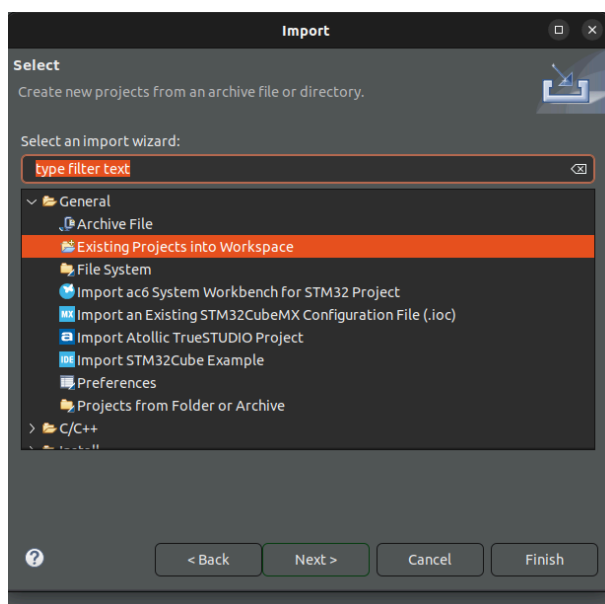 Import
Select
Create new projects from an archive file or directory.
Select an import wizard:
type filter text
General
Archive File
Existing Projects into Workspace
File System
Import ac6 System Workbench for STM32 Project
MX Import an Existing STM32CubeMX Configuration File (.ioc)
a Import Atollic TrueSTUDIO Project
IDE Import STM32Cube Example
Preferences
Projects from Folder or Archive
> C/C++
? < Back Next > Cancel Finish